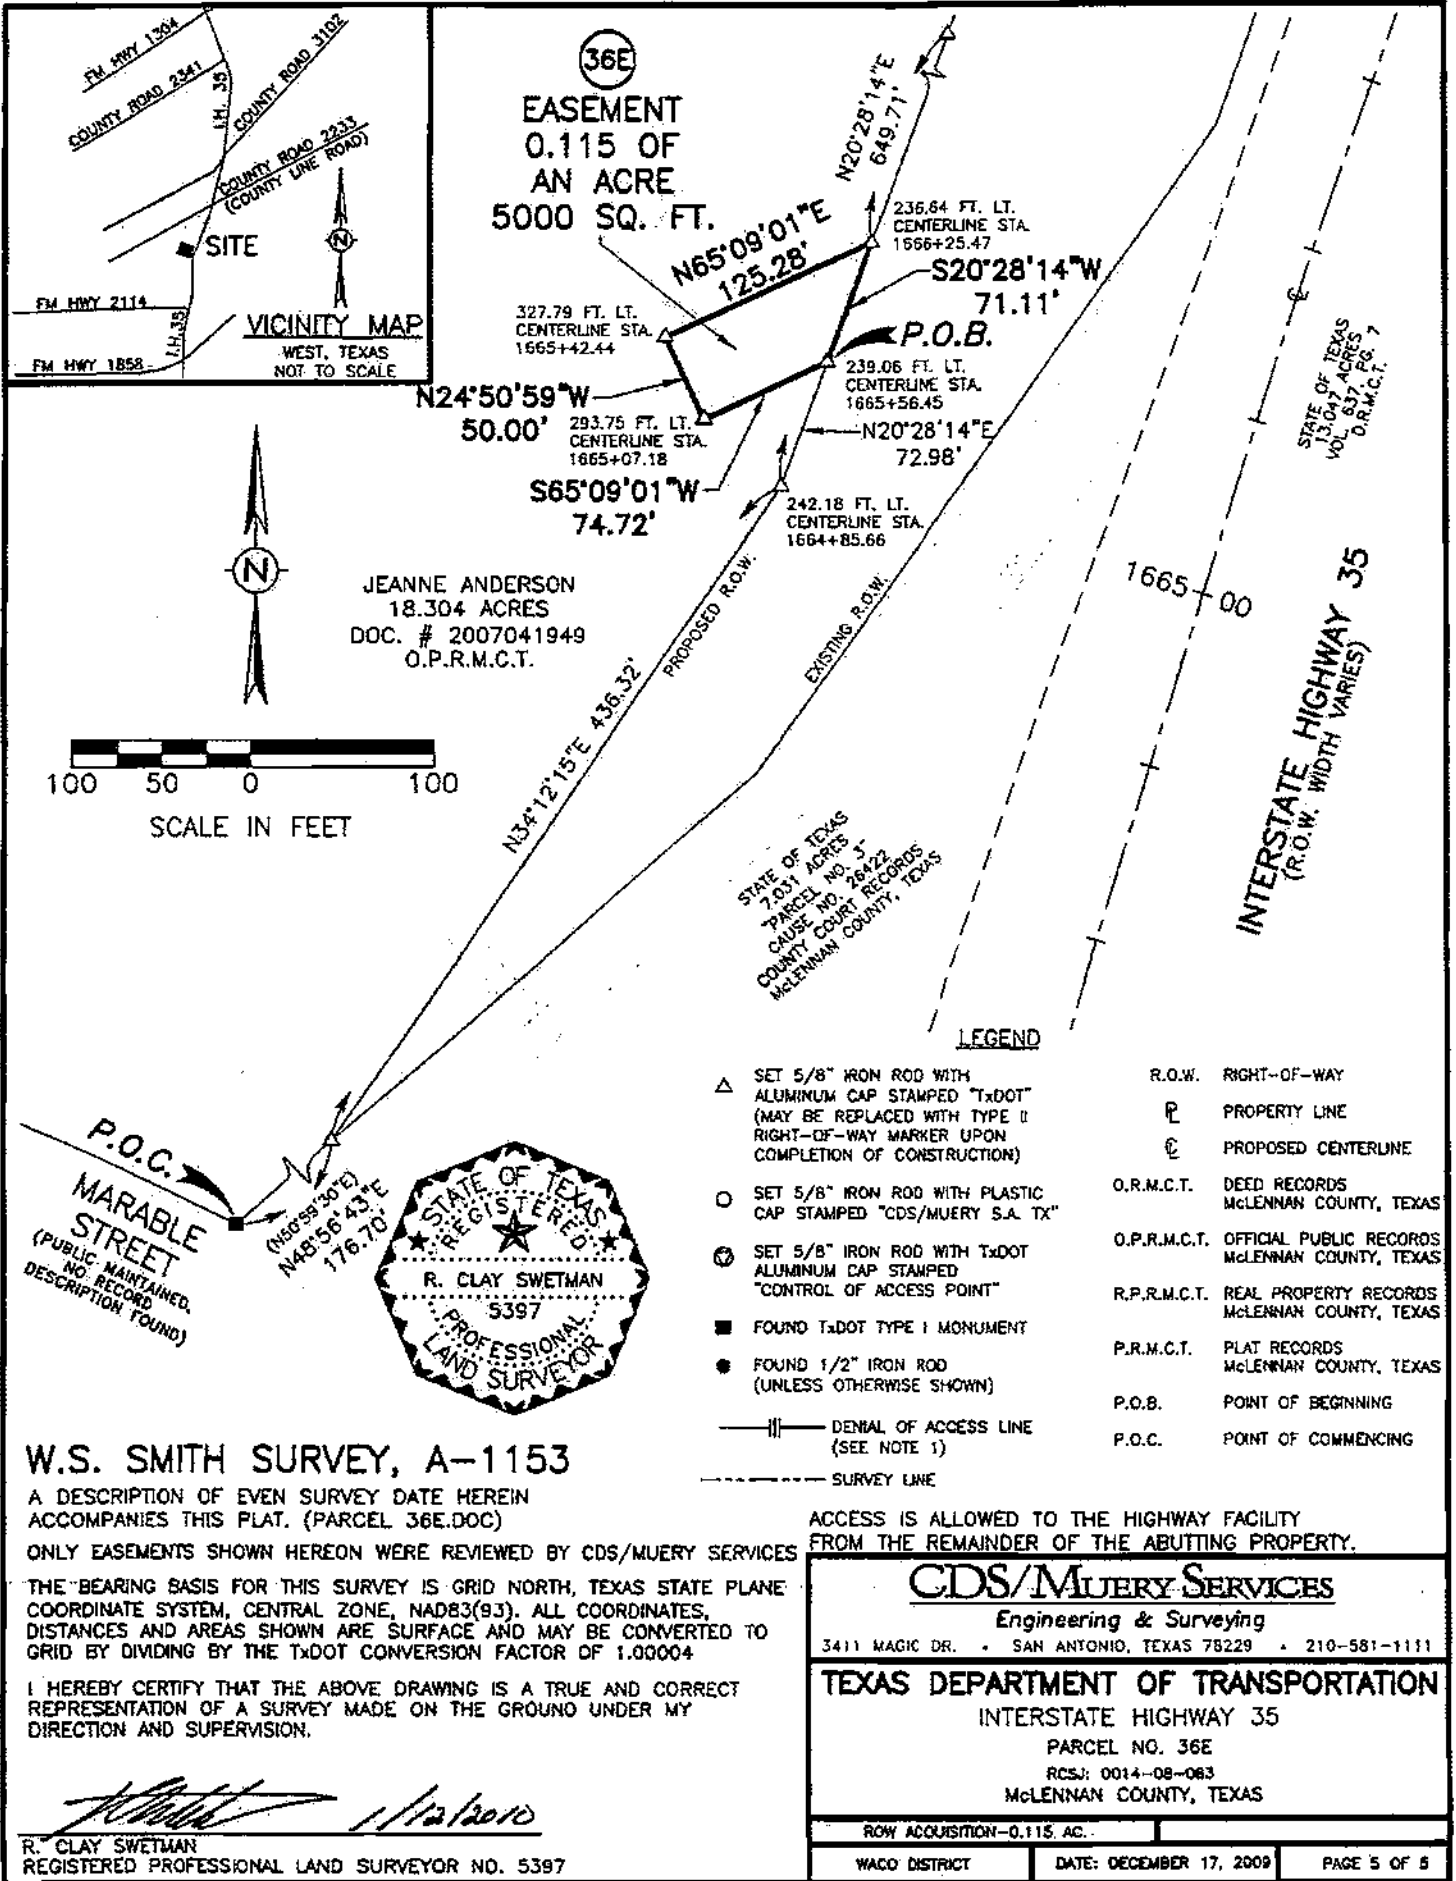 FM HWY 1304
COUNTY ROAD 2341
I.H. 35
COUNTY ROAD 3102
COUNTY ROAD 2233
(COUNTY LINE ROAD)
N
SITE
FM HWY 2114
I.H.35
VICINITY MAP
WEST, TEXAS
NOT TO SCALE
FM HWY 1858
36E
EASEMENT
0.115 OF
AN ACRE
5000 SQ. FT.
N20°28'14"E
649.71'
N65°09'01"E
125.28'
236.64 FT. LT.
CENTERLINE STA.
1666+25.47
S20°28'14"W
71.11'
327.79 FT. LT.
CENTERLINE STA.
1665+42.44
P.O.B.
239.06 FT. LT.
CENTERLINE STA.
1665+56.45
N24°50'59"W
50.00'
293.75 FT. LT.
CENTERLINE STA.
1665+07.18
N20°28'14"E
72.98'
S65°09'01"W
74.72'
242.18 FT. LT.
CENTERLINE STA.
1664+85.66
STATE OF TEXAS
13.047 ACRES
VOL. 637, PG. 7
D.R.M.C.T.
N
JEANNE ANDERSON
18.304 ACRES
DOC. # 2007041949
O.P.R.M.C.T.
PROPOSED R.O.W.
EXISTING R.O.W.
1665+00
INTERSTATE HIGHWAY 35
(R.O.W. WIDTH VARIES)
100 50 0 100
SCALE IN FEET
N34°12'15"E 436.32'
STATE OF TEXAS
7.031 ACRES
"PARCEL NO. 3"
CAUSE NO. 26422
COUNTY COURT RECORDS
McLENNAN COUNTY, TEXAS
P.O.C.
MARABLE
STREET
(PUBLIC MAINTAINED,
NO RECORD
DESCRIPTION FOUND)
(N50°59'30"E)
N48°56'43"E
176.70'
STATE OF TEXAS
REGISTERED
R. CLAY SWETMAN
5397
PROFESSIONAL
LAND SURVEYOR
LEGEND
SET 5/8" IRON ROD WITH
ALUMINUM CAP STAMPED "TxDOT"
(MAY BE REPLACED WITH TYPE II
RIGHT-OF-WAY MARKER UPON
COMPLETION OF CONSTRUCTION)
SET 5/8" IRON ROD WITH PLASTIC
CAP STAMPED "CDS/MUERY S.A. TX"
SET 5/8" IRON ROD WITH TxDOT
ALUMINUM CAP STAMPED
"CONTROL OF ACCESS POINT"
FOUND TxDOT TYPE I MONUMENT
FOUND 1/2" IRON ROD
(UNLESS OTHERWISE SHOWN)
DENIAL OF ACCESS LINE
(SEE NOTE 1)
SURVEY LINE
R.O.W. RIGHT-OF-WAY
PROPERTY LINE
PROPOSED CENTERLINE
D.R.M.C.T. DEED RECORDS
McLENNAN COUNTY, TEXAS
O.P.R.M.C.T. OFFICIAL PUBLIC RECORDS
McLENNAN COUNTY, TEXAS
R.P.R.M.C.T. REAL PROPERTY RECORDS
McLENNAN COUNTY, TEXAS
P.R.M.C.T. PLAT RECORDS
McLENNAN COUNTY, TEXAS
P.O.B. POINT OF BEGINNING
P.O.C. POINT OF COMMENCING
W.S. SMITH SURVEY, A-1153
A DESCRIPTION OF EVEN SURVEY DATE HEREIN
ACCOMPANIES THIS PLAT. (PARCEL 36E.DOC)
ONLY EASEMENTS SHOWN HEREON WERE REVIEWED BY CDS/MUERY SERVICES
THE BEARING BASIS FOR THIS SURVEY IS GRID NORTH, TEXAS STATE PLANE
COORDINATE SYSTEM, CENTRAL ZONE, NAD83(93). ALL COORDINATES,
DISTANCES AND AREAS SHOWN ARE SURFACE AND MAY BE CONVERTED TO
GRID BY DIVIDING BY THE TxDOT CONVERSION FACTOR OF 1.00004
I HEREBY CERTIFY THAT THE ABOVE DRAWING IS A TRUE AND CORRECT
REPRESENTATION OF A SURVEY MADE ON THE GROUND UNDER MY
DIRECTION AND SUPERVISION.
1/12/2010
R. CLAY SWETMAN
REGISTERED PROFESSIONAL LAND SURVEYOR NO. 5397
ACCESS IS ALLOWED TO THE HIGHWAY FACILITY
FROM THE REMAINDER OF THE ABUTTING PROPERTY.
CDS/MUERY SERVICES
Engineering & Surveying
3411 MAGIC DR. • SAN ANTONIO, TEXAS 78229 • 210-581-1111
TEXAS DEPARTMENT OF TRANSPORTATION
INTERSTATE HIGHWAY 35
PARCEL NO. 36E
RCSJ: 0014-08-083
McLENNAN COUNTY, TEXAS
ROW ACQUISITION-0.115 AC.
WACO DISTRICT
DATE: DECEMBER 17, 2009
PAGE 5 OF 5